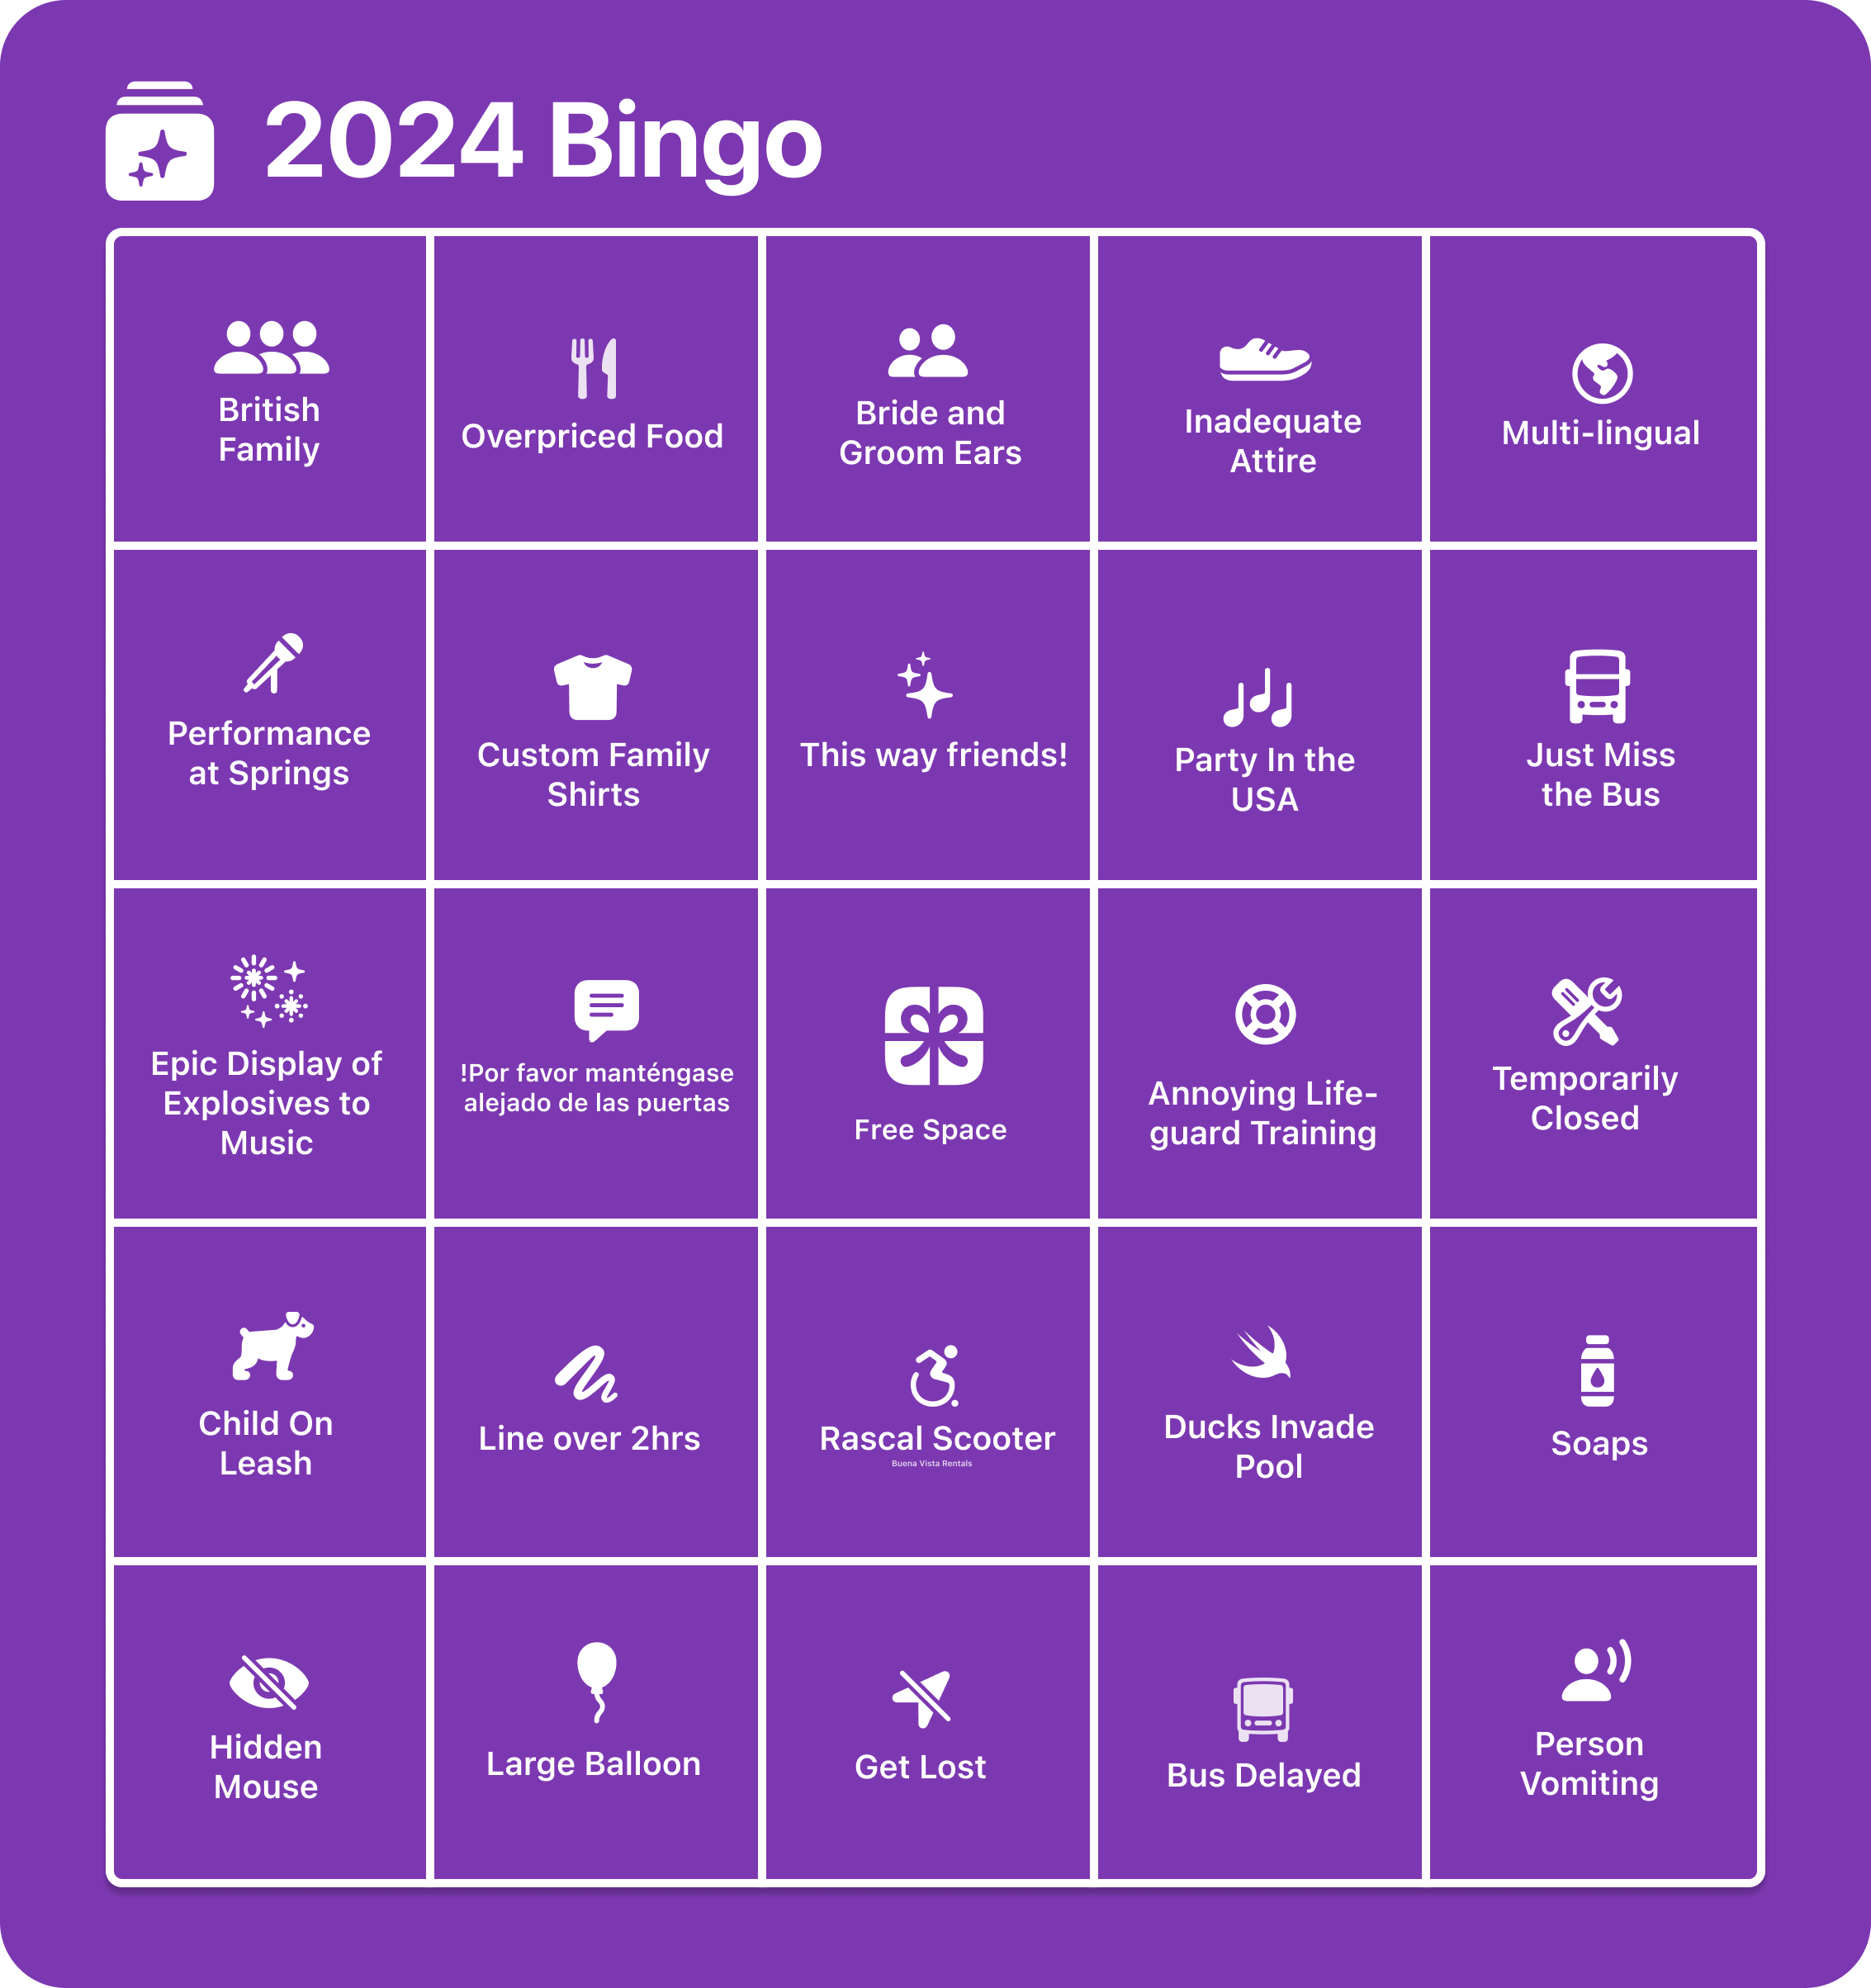 2024 Bingo
British
Family
Overpriced Food
Bride and
Groom Ears
Inadequate
Attire
Multi-lingual
Performance
at Springs
Custom Family
Shirts
This way friends!
Party In the
USA
Just Miss
the Bus
Epic Display of
Explosives to
Music
!Por favor manténgase
alejado de las puertas
Free Space
Annoying Life-
guard Training
Temporarily
Closed
Child On
Leash
Line over 2hrs
Rascal Scooter
Buena Vista Rentals
Ducks Invade
Pool
Soaps
Hidden
Mouse
Large Balloon
Get Lost
Bus Delayed
Person
Vomiting